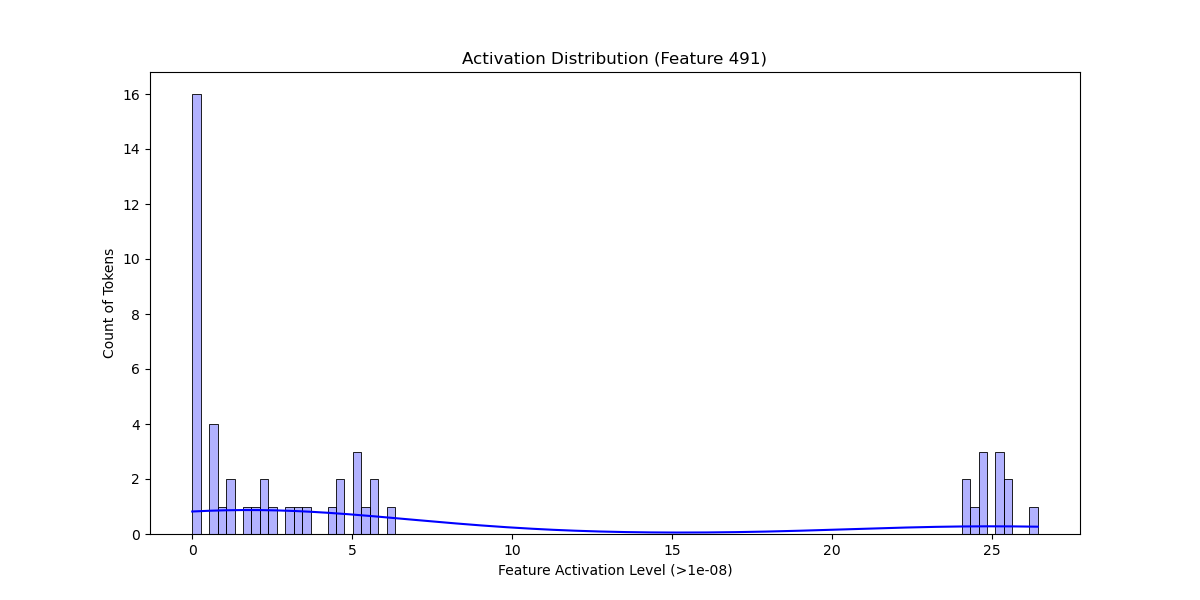 Activation Distribution (Feature 491)
16
14
12
10
8
6
4
2
0
Count of Tokens
0 5 10 15 20 25
Feature Activation Level (>1e-08)